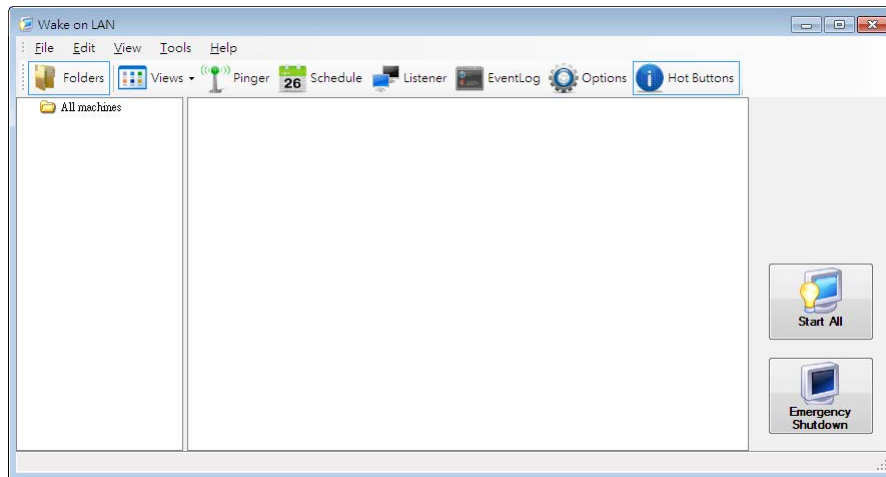 Wake on LAN
File Edit View Tools Help
Folders Views Pinger 26 Schedule Listener EventLog Options Hot Buttons
All machines
Start All
Emergency
Shutdown